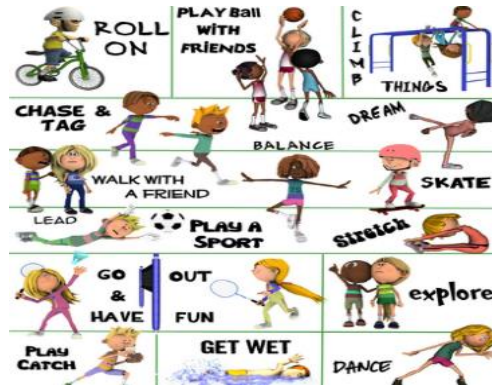 ROLL
ON
PLAY Ball
WITH
FRIENDS
CLIMB
THINGS
CHASE &
TAG
BALANCE
DREAM
WALK WITH
A FRIEND
LEAD
SKATE
PLAY A
SPORT
Stretch
GO OUT
& 
HAVE FUN
explore
PLAY
CATCH
GET WET
DANCE